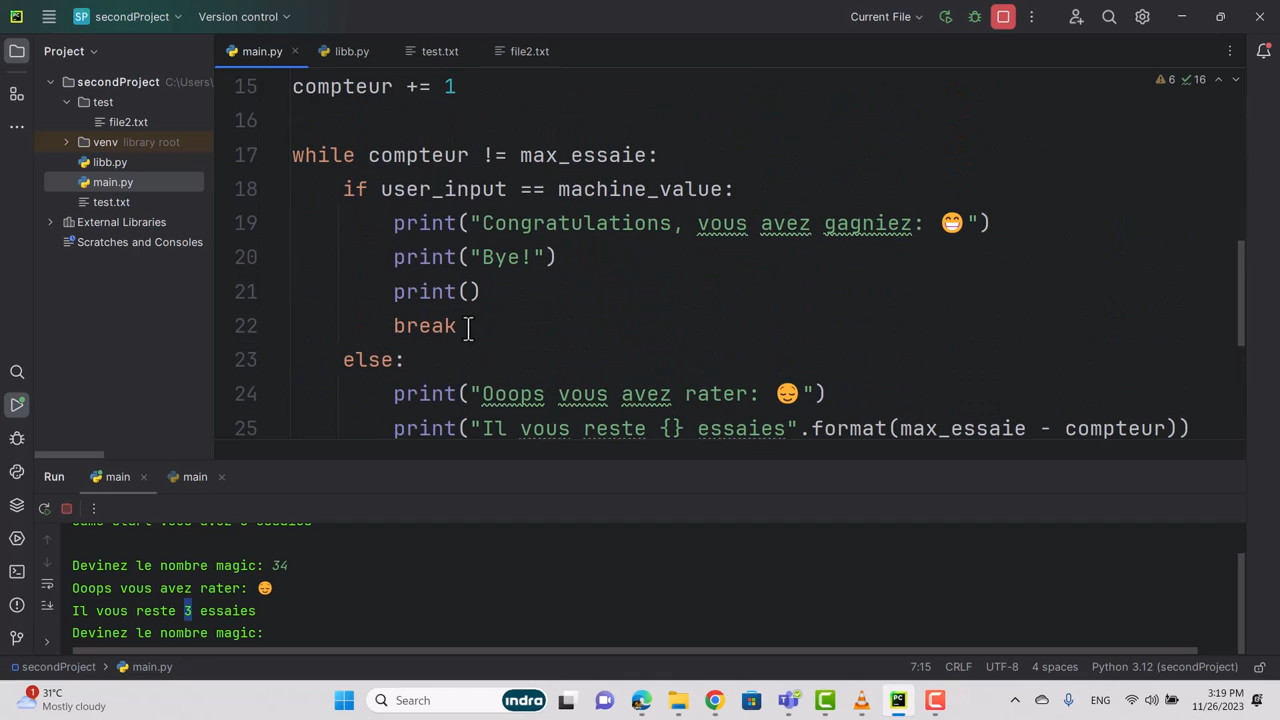 SP secondProject Version control Current File
Project
main.py
libb.py
test.txt
file2.txt
secondProject C:\Users\
test
file2.txt
venv library root
libb.py
main.py
test.txt
External Libraries
Scratches and Consoles
6 16
15 compteur += 1
16
17 while compteur != max_essaie:
18 if user_input == machine_value:
19 print("Congratulations, vous avez gagniez: 😁")
20 print("Bye!")
21 print()
22 break
23 else:
24 print("Ooops vous avez rater: 😔")
25 print("Il vous reste {} essaies".format(max_essaie - compteur))
Run main main
Devinez le nombre magic: 34
Ooops vous avez rater: 😔
Il vous reste 3 essaies
Devinez le nombre magic:
secondProject > main.py 7:15 CRLF UTF-8 4 spaces Python 3.12 (secondProject)
1
31°C
Mostly cloudy
Search
indra
ENG
6:19 PM
11/26/2023